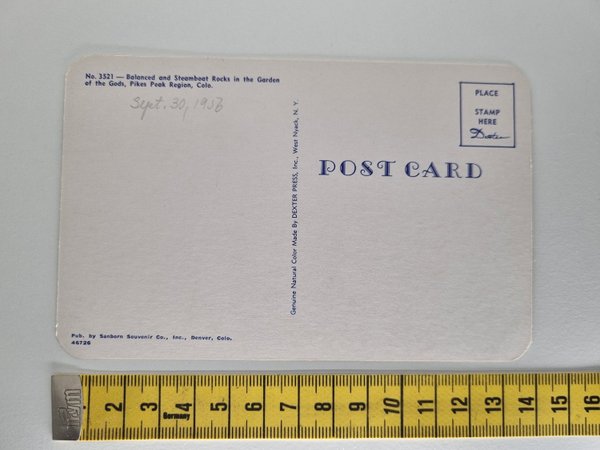 No. 3521 — Balanced and Steamboat Rocks in the Garden
of the Gods, Pikes Peak Region, Colo.
Sept. 30, 1956
Pub. by Sanborn Souvenir Co., Inc., Denver, Colo.
46726
Genuine Natural Color Made By DEXTER PRESS, Inc., West Nyack, N. Y.
PLACE
STAMP
HERE
Dexter
POST CARD
2 3 4 5 6 7 8 9 10 11 12 13 14 15 16
Germany